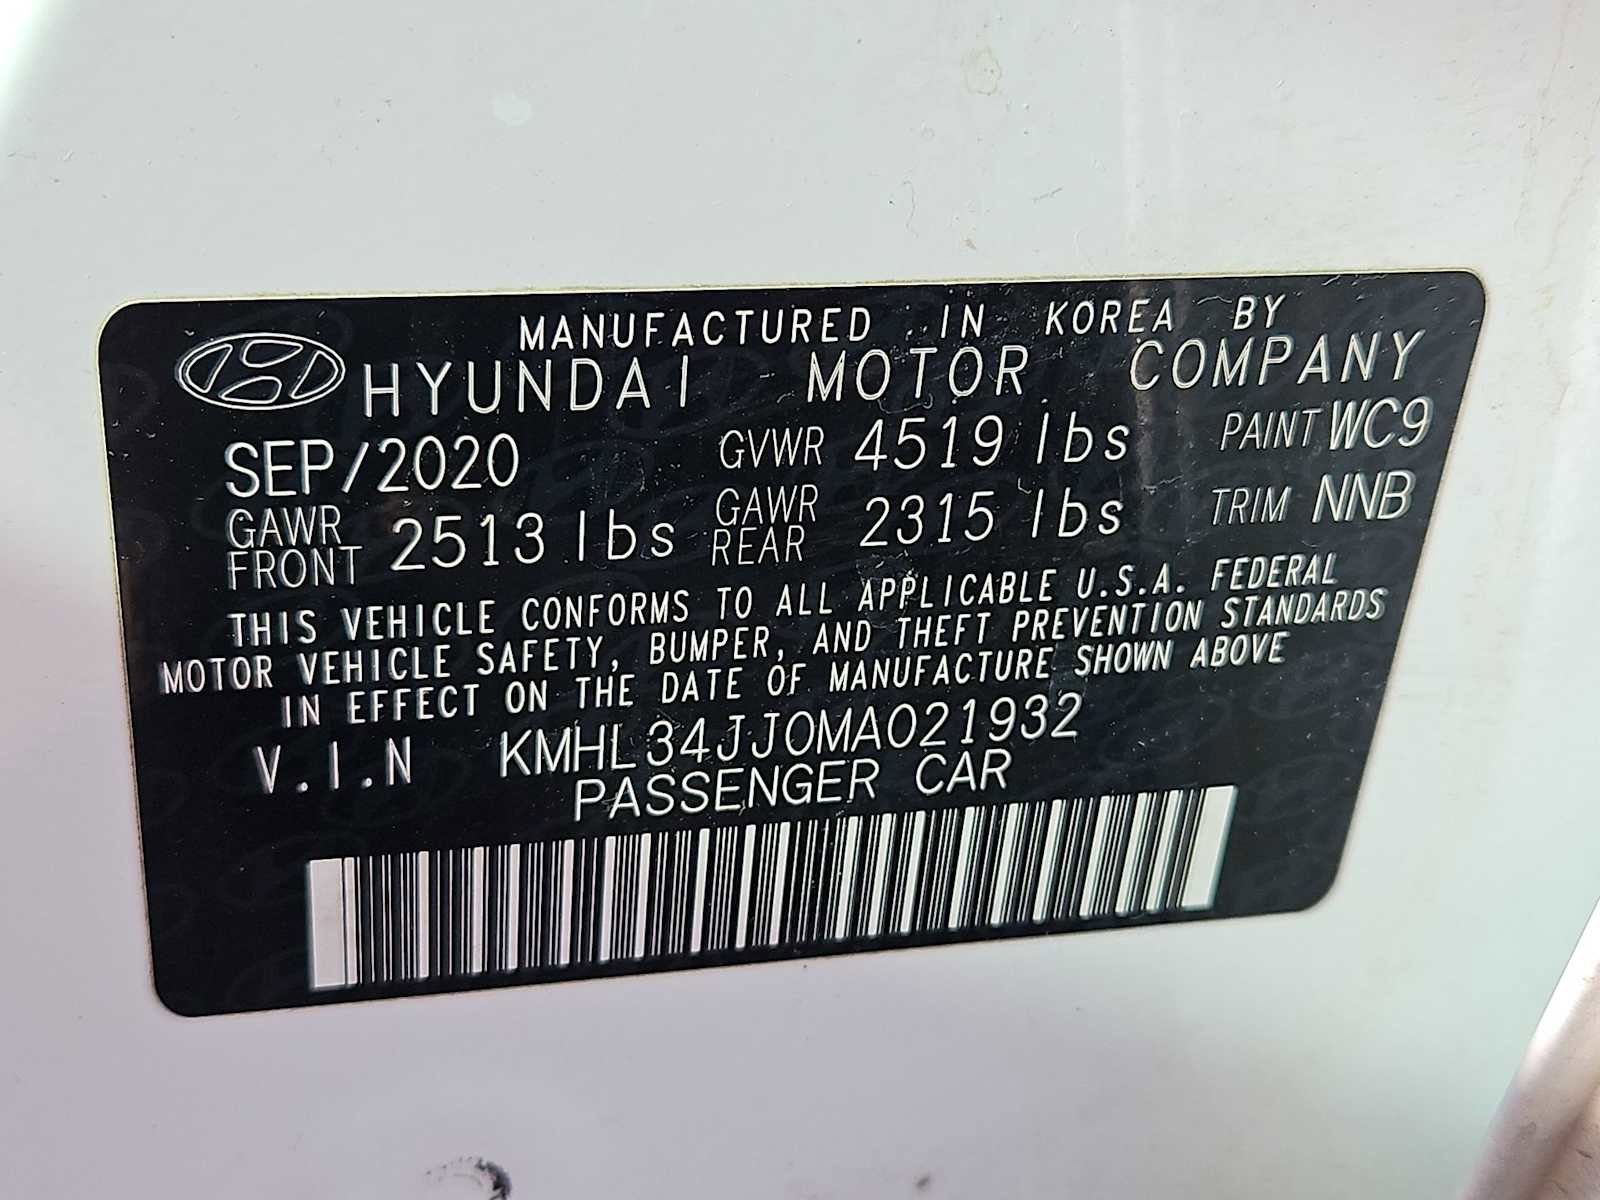 MANUFACTURED IN KOREA BY
HYUNDAI MOTOR COMPANY
SEP/2020 GVWR 4519 lbs PAINT WC9
GAWR FRONT 2513 lbs GAWR REAR 2315 lbs TRIM NNB
THIS VEHICLE CONFORMS TO ALL APPLICABLE U.S.A. FEDERAL
MOTOR VEHICLE SAFETY, BUMPER, AND THEFT PREVENTION STANDARDS
IN EFFECT ON THE DATE OF MANUFACTURE SHOWN ABOVE
V.I.N KMHL34JJ0MA021932
PASSENGER CAR